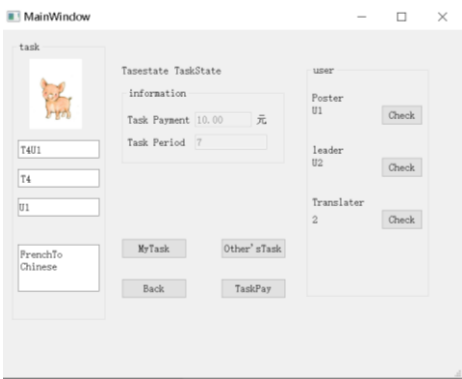 MainWindow
task
T4U1
T4
U1
FrenchTo
Chinese
Tasestate TaskState
information
Task Payment 10.00 元
Task Period 7
MyTask
Other'sTask
Back
TaskPay
user
Poster
U1
Check
leader
U2
Check
Translater
2
Check